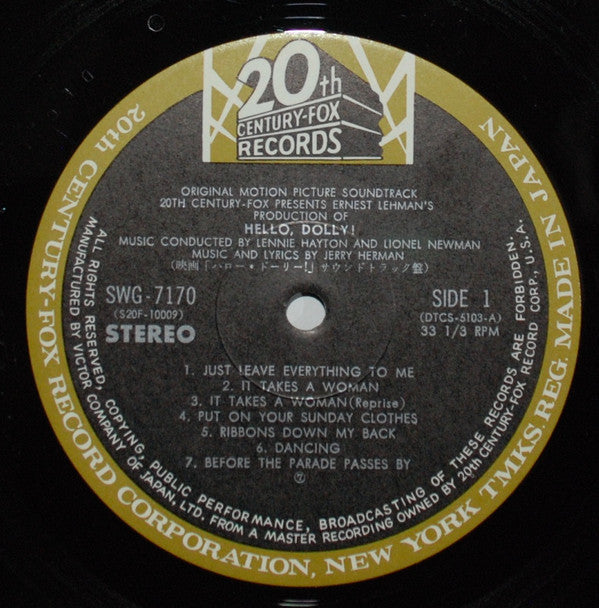 20th
CENTURY-FOX
RECORDS
ORIGINAL MOTION PICTURE SOUNDTRACK
20TH CENTURY-FOX PRESENTS ERNEST LEHMAN'S
PRODUCTION OF
HELLO, DOLLY!
MUSIC CONDUCTED BY LENNIE HAYTON AND LIONEL NEWMAN
MUSIC AND LYRICS BY JERRY HERMAN
(映画「ハロー・ドーリー!」サウンドトラック盤)
SWG-7170
(S20F-10009)
STEREO
SIDE 1
(DTCS-5103-A)
33 1/3 RPM
1. JUST LEAVE EVERYTHING TO ME
2. IT TAKES A WOMAN
3. IT TAKES A WOMAN (Reprise)
4. PUT ON YOUR SUNDAY CLOTHES
5. RIBBONS DOWN MY BACK
6. DANCING
7. BEFORE THE PARADE PASSES BY
ALL RIGHTS RESERVED, COPYING, PUBLIC PERFORMANCE, BROADCASTING OF THESE RECORDS ARE FORBIDDEN.
MANUFACTURED BY VICTOR COMPANY OF JAPAN, LTD. FROM A MASTER RECORDING OWNED BY 20th CENTURY-FOX RECORD CORP., U.S.A.
20th CENTURY-FOX RECORD CORPORATION, NEW YORK TMKS. REG. MADE IN JAPAN